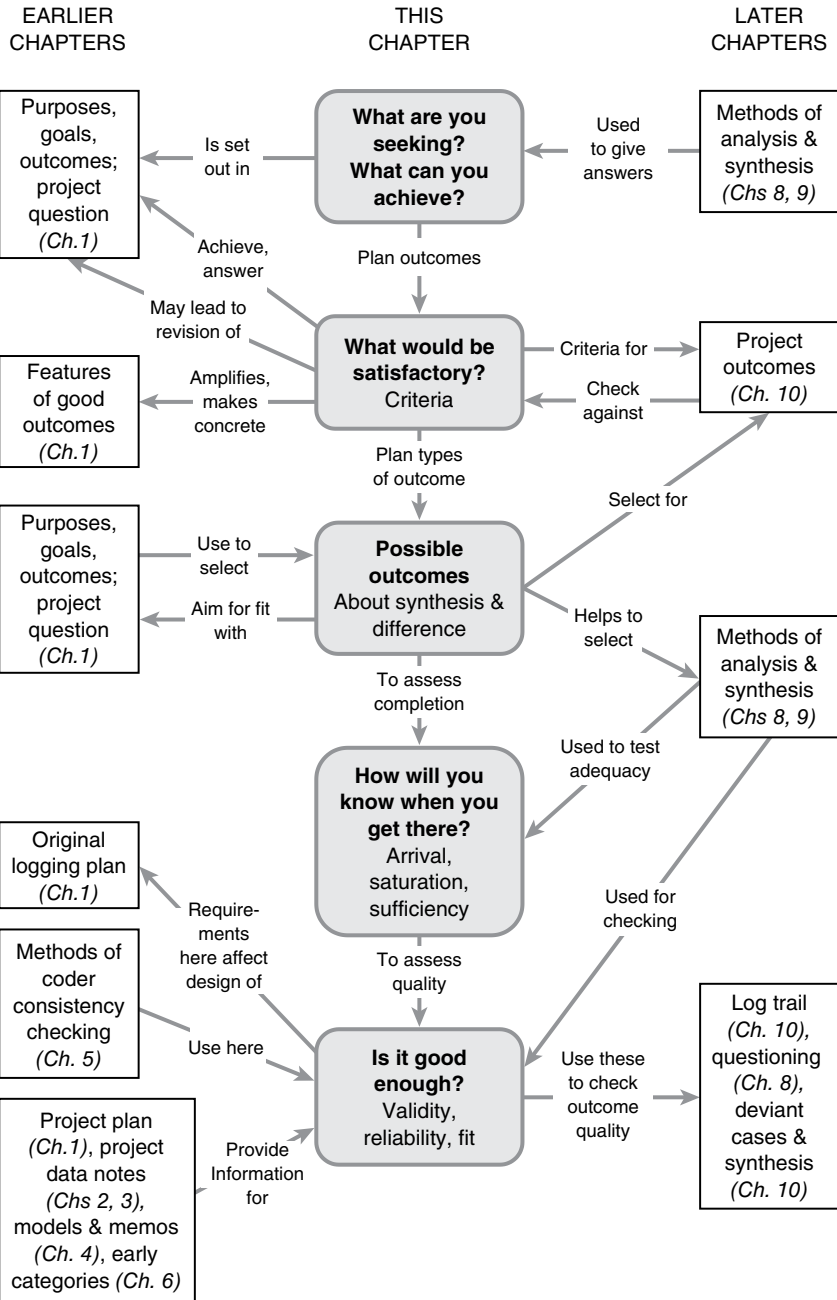 EARLIER
CHAPTERS
THIS
CHAPTER
LATER
CHAPTERS
Purposes,
goals,
outcomes;
project
question
(Ch.1)
Is set
out in
What are you
seeking?
What can you
achieve?
Used
to give
answers
Methods of
analysis &
synthesis
(Chs 8, 9)
Achieve,
answer
Plan outcomes
May lead to
revision of
Features
of good
outcomes
(Ch.1)
Amplifies,
makes
concrete
What would be
satisfactory?
Criteria
Criteria for
Check
against
Project
outcomes
(Ch. 10)
Plan types
of outcome
Select for
Purposes,
goals,
outcomes;
project
question
(Ch.1)
Use to
select
Aim for fit
with
Possible
outcomes
About synthesis &
difference
Helps to
select
Methods of
analysis &
synthesis
(Chs 8, 9)
To assess
completion
Used to test
adequacy
How will you
know when you
get there?
Arrival,
saturation,
sufficiency
Original
logging plan
(Ch.1)
Require-
ments
here affect
design of
Used for
checking
To assess
quality
Methods of
coder
consistency
checking
(Ch. 5)
Use here
Is it good
enough?
Validity,
reliability, fit
Use these
to check
outcome
quality
Log trail
(Ch. 10),
questioning
(Ch. 8),
deviant
cases &
synthesis
(Ch. 10)
Project plan
(Ch.1), project
data notes
(Chs 2, 3),
models & memos
(Ch. 4), early
categories (Ch. 6)
Provide
Information
for